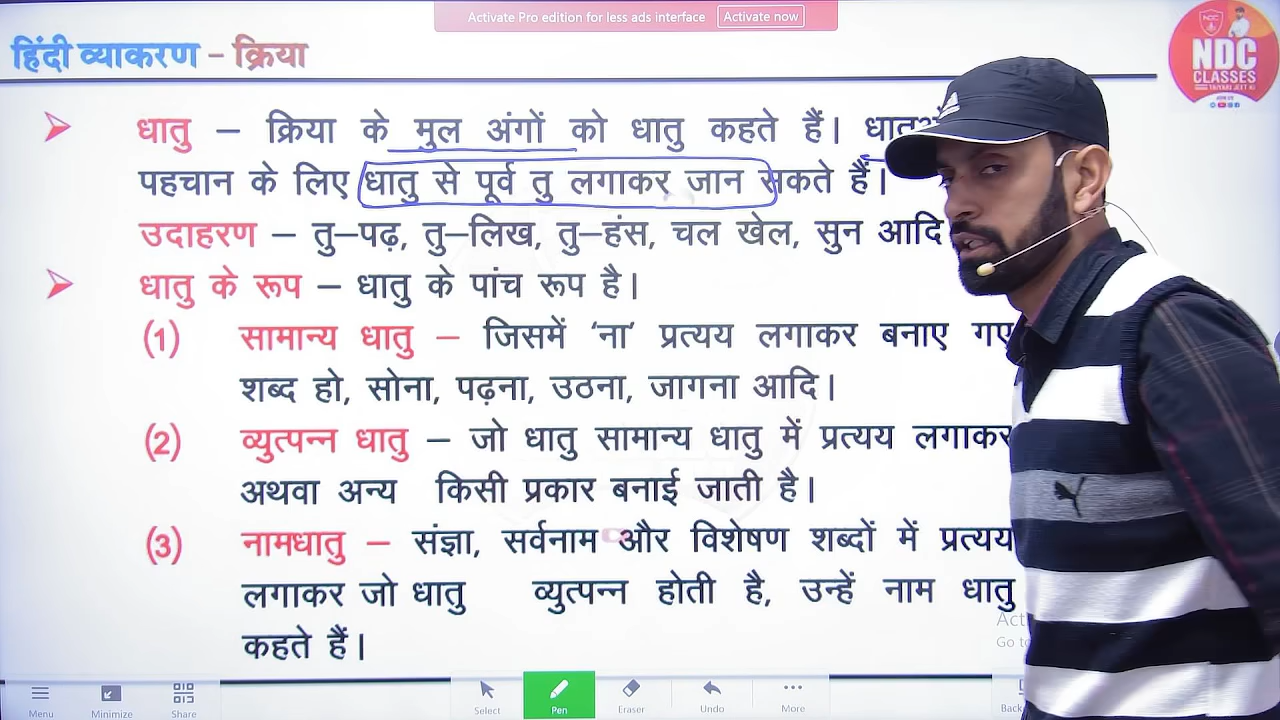 Activate Pro edition for less ads interface Activate now
हिंदी व्याकरण – क्रिया
NDC
CLASSES
धातु – क्रिया के मुल अंगों को धातु कहते हैं।
पहचान के लिए धातु से पूर्व तु लगाकर जान सकते हैं।
उदाहरण – तु–पढ़, तु–लिख, तु–हंस, चल खेल, सुन आदि
धातु के रूप – धातु के पांच रूप है।
(1) सामान्य धातु – जिसमें ‘ना’ प्रत्यय लगाकर बनाए गए
शब्द हो, सोना, पढ़ना, उठना, जागना आदि।
(2) व्युत्पन्न धातु – जो धातु सामान्य धातु में प्रत्यय लगाकर
अथवा अन्य किसी प्रकार बनाई जाती है।
(3) नामधातु – संज्ञा, सर्वनाम और विशेषण शब्दों में प्रत्यय
लगाकर जो धातु व्युत्पन्न होती है, उन्हें नाम धातु
कहते हैं।
Go to
Menu Minimize Share Select Pen Eraser Undo More